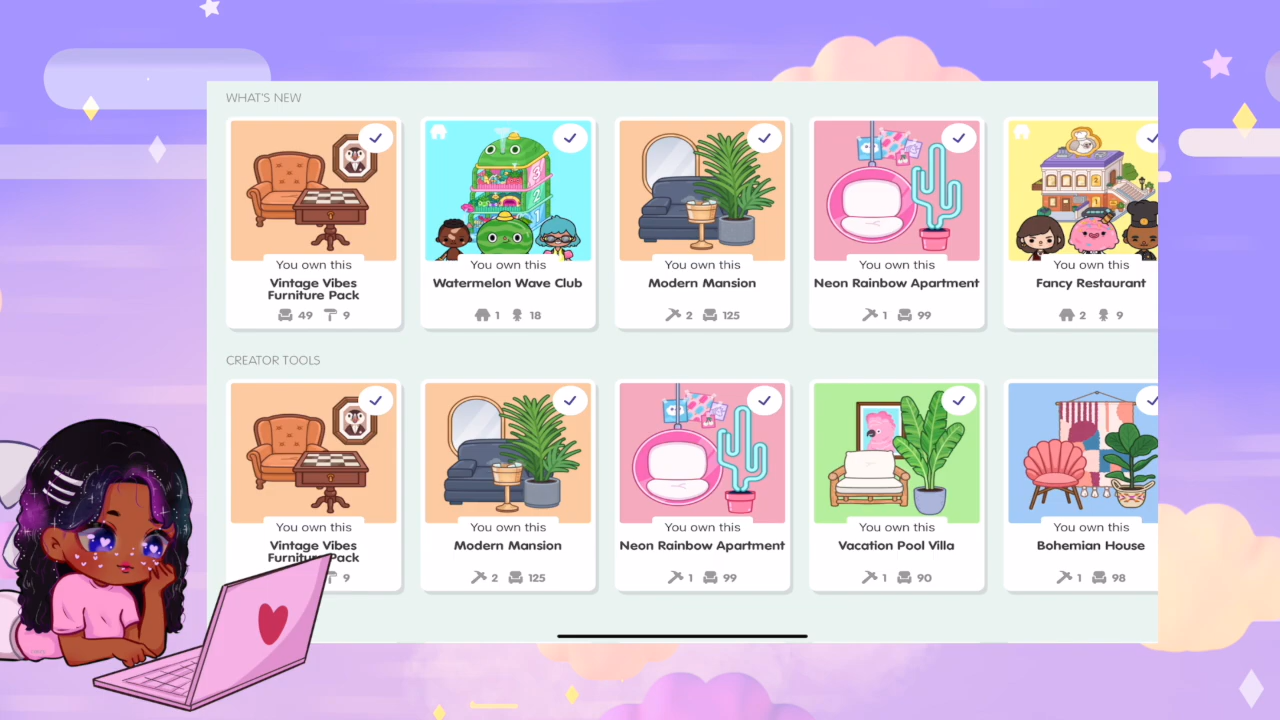 WHAT'S NEW
You own this
Vintage Vibes
Furniture Pack
49 9
You own this
Watermelon Wave Club
1 18
You own this
Modern Mansion
2 125
You own this
Neon Rainbow Apartment
1 99
You own this
Fancy Restaurant
2 9
CREATOR TOOLS
You own this
Vintage Vibes
Furniture Pack
9
You own this
Modern Mansion
2 125
You own this
Neon Rainbow Apartment
1 99
You own this
Vacation Pool Villa
1 90
You own this
Bohemian House
1 98